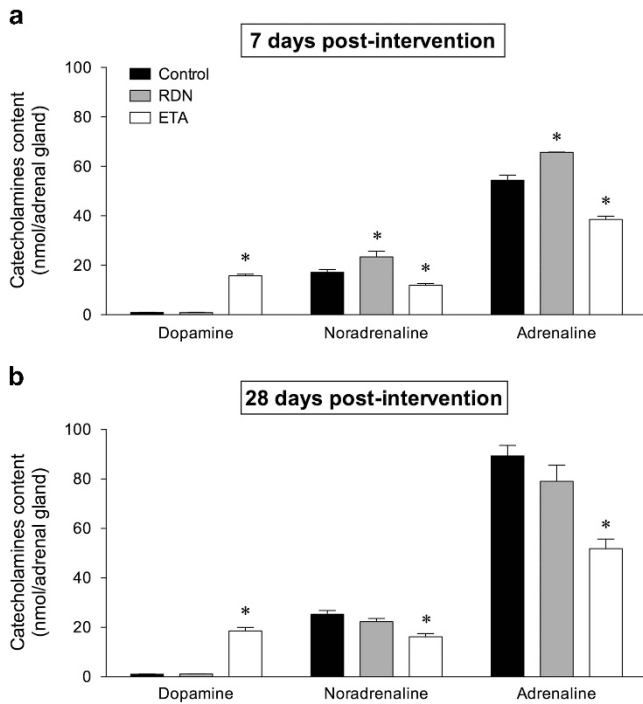 a
7 days post-intervention
Catecholamines content
(nmol/adrenal gland)
100
80
60
40
20
0
Control
RDN
ETA
*
*
*
*
*
Dopamine
Noradrenaline
Adrenaline
b
28 days post-intervention
Catecholamines content
(nmol/adrenal gland)
100
80
60
40
20
0
*
*
*
Dopamine
Noradrenaline
Adrenaline